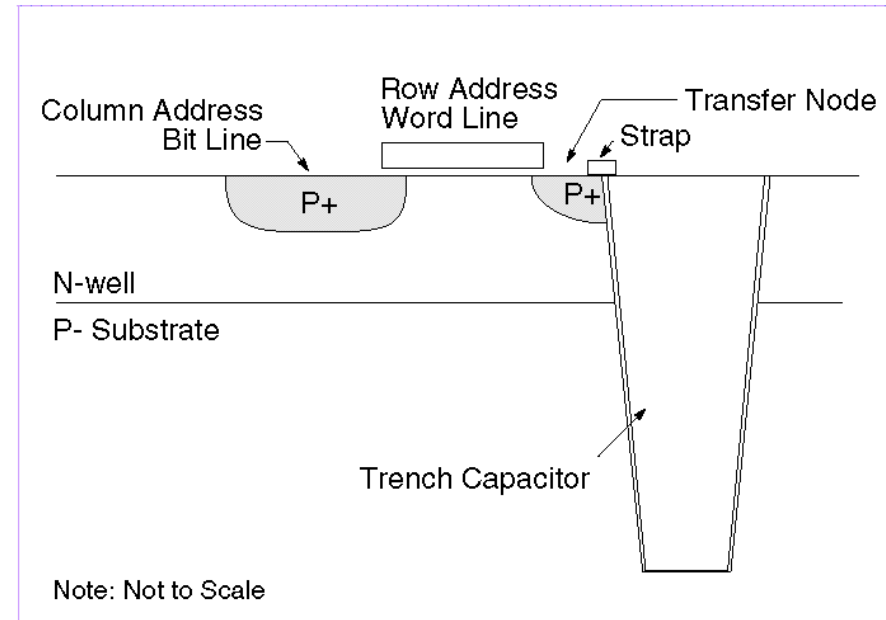 Column Address
Bit Line
Row Address
Word Line
Transfer Node
Strap
P+
P+
N-well
P- Substrate
Trench Capacitor
Note: Not to Scale